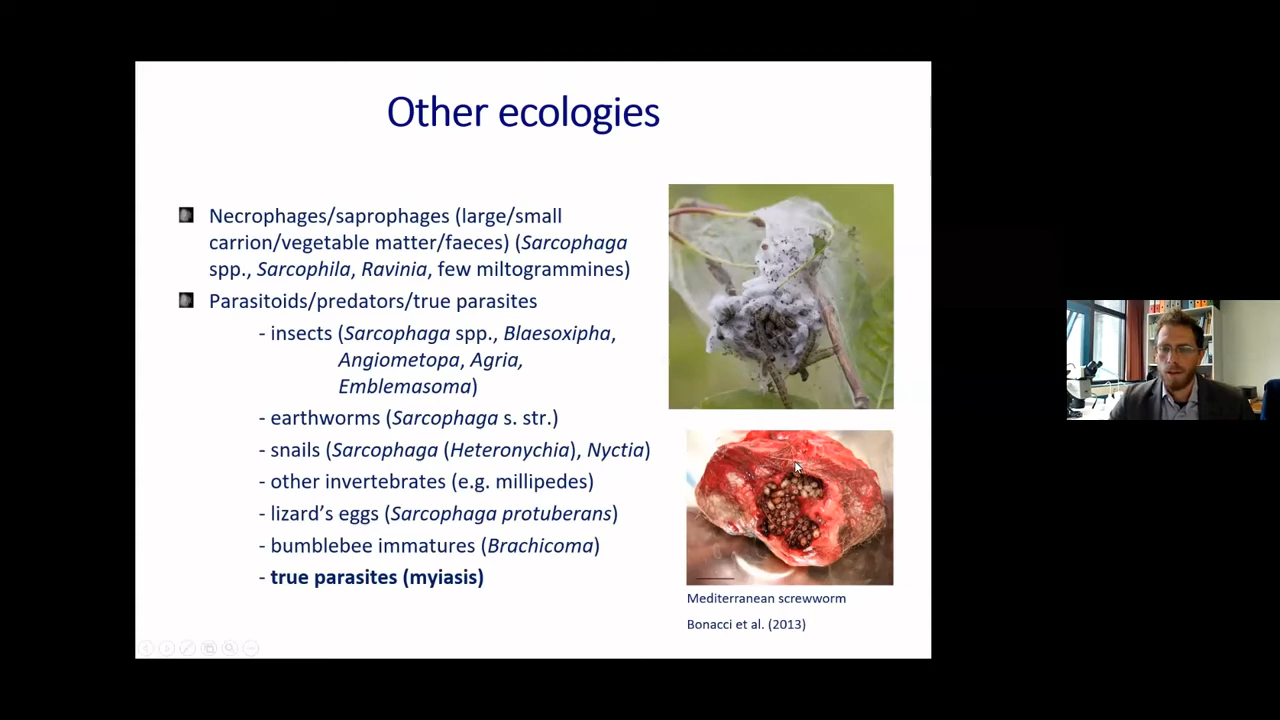 Other ecologies
Necrophages/saprophages (large/small
carrion/vegetable matter/faeces) (Sarcophaga
spp., Sarcophila, Ravinia, few miltogrammines)
Parasitoids/predators/true parasites
- insects (Sarcophaga spp., Blaesoxipha,
Angiometopa, Agria,
Emblemasoma)
- earthworms (Sarcophaga s. str.)
- snails (Sarcophaga (Heteronychia), Nyctia)
- other invertebrates (e.g. millipedes)
- lizard’s eggs (Sarcophaga protuberans)
- bumblebee immatures (Brachicoma)
- true parasites (myiasis)
Mediterranean screwworm
Bonacci et al. (2013)